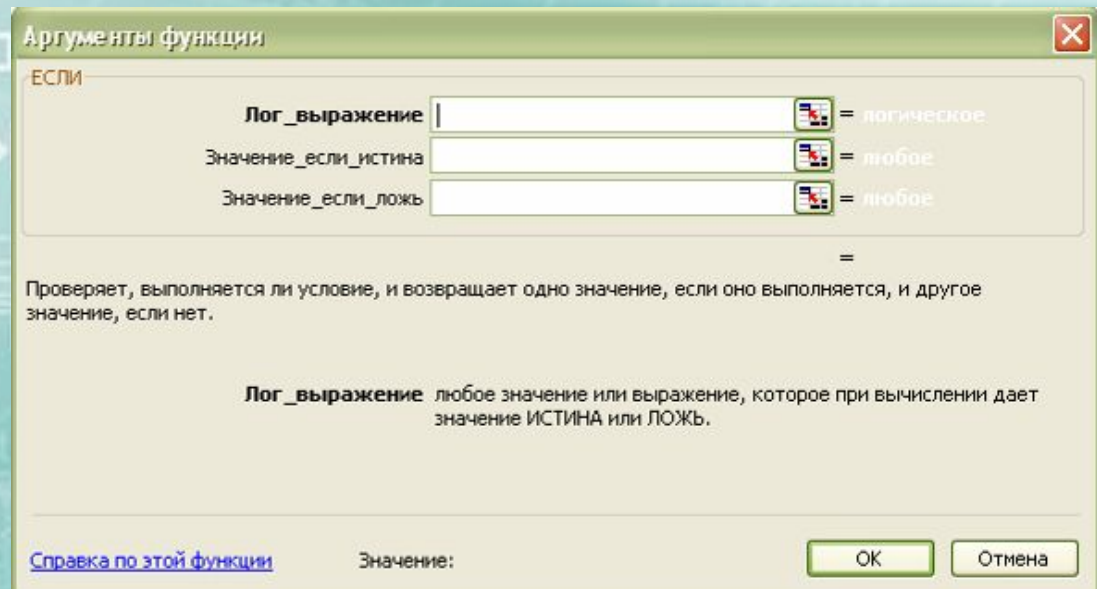 Аргументы функции
ЕСЛИ
Лог_выражение = логическое
Значение_если_истина = любое
Значение_если_ложь = любое
=
Проверяет, выполняется ли условие, и возвращает одно значение, если оно выполняется, и другое
значение, если нет.
Лог_выражение любое значение или выражение, которое при вычислении дает
значение ИСТИНА или ЛОЖЬ.
Справка по этой функции Значение: ОК Отмена